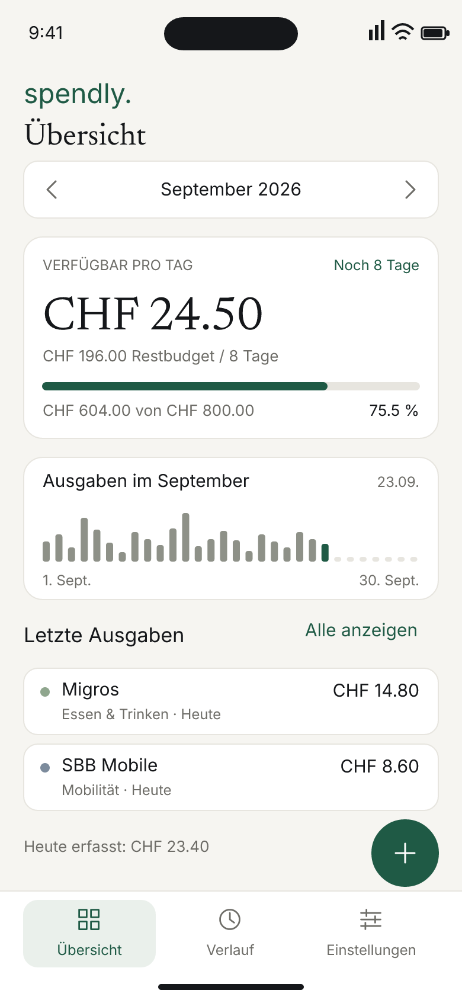 9:41
spendly.
Übersicht
September 2026
VERFÜGBAR PRO TAG
Noch 8 Tage
CHF 24.50
CHF 196.00 Restbudget / 8 Tage
CHF 604.00 von CHF 800.00
75.5 %
Ausgaben im September
23.09.
1. Sept.
30. Sept.
Letzte Ausgaben
Alle anzeigen
Migros
CHF 14.80
Essen & Trinken · Heute
SBB Mobile
CHF 8.60
Mobilität · Heute
Heute erfasst: CHF 23.40
Übersicht
Verlauf
Einstellungen